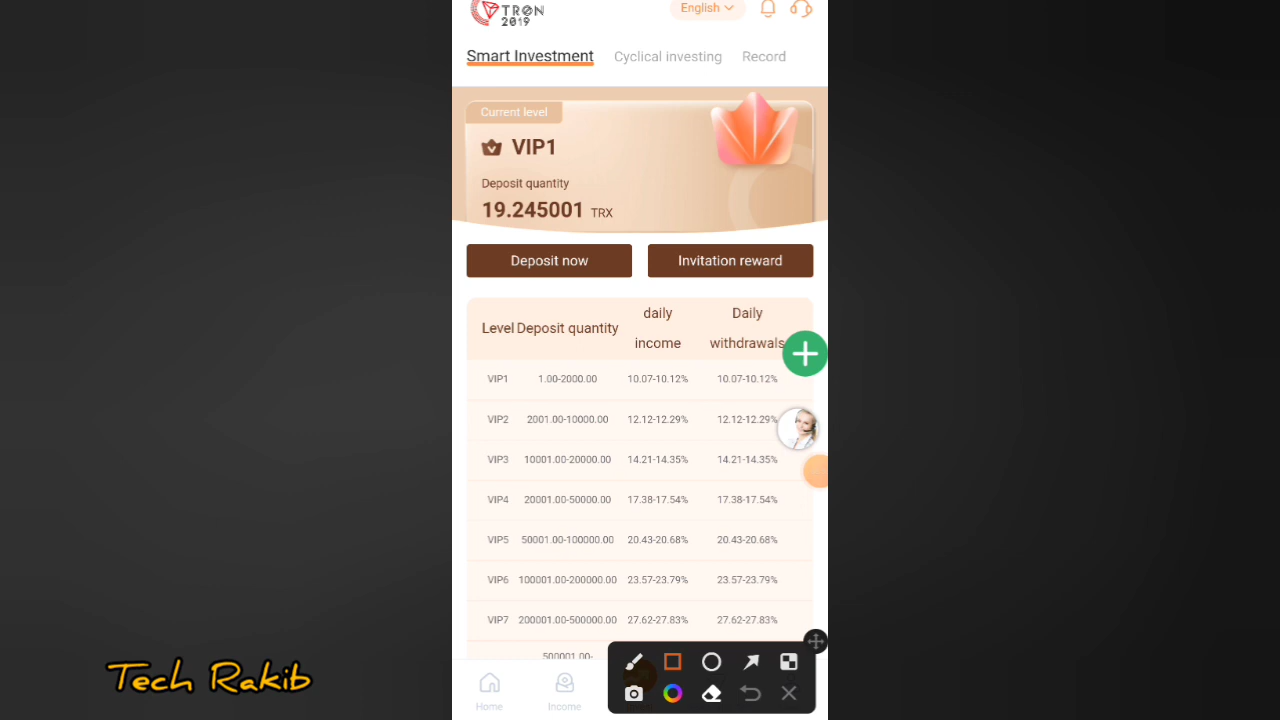 TRON
2019
English
Smart Investment Cyclical investing Record
Current level
VIP1
Deposit quantity
19.245001 TRX
Deposit now Invitation reward
Level Deposit quantity daily income Daily withdrawals
VIP1 1.00-2000.00 10.07-10.12% 10.07-10.12%
VIP2 2001.00-10000.00 12.12-12.29% 12.12-12.29%
VIP3 10001.00-20000.00 14.21-14.35% 14.21-14.35%
VIP4 20001.00-50000.00 17.38-17.54% 17.38-17.54%
VIP5 50001.00-100000.00 20.43-20.68% 20.43-20.68%
VIP6 100001.00-200000.00 23.57-23.79% 23.57-23.79%
VIP7 200001.00-500000.00 27.62-27.83% 27.62-27.83%
500001.00-
Home Income
Tech Rakib